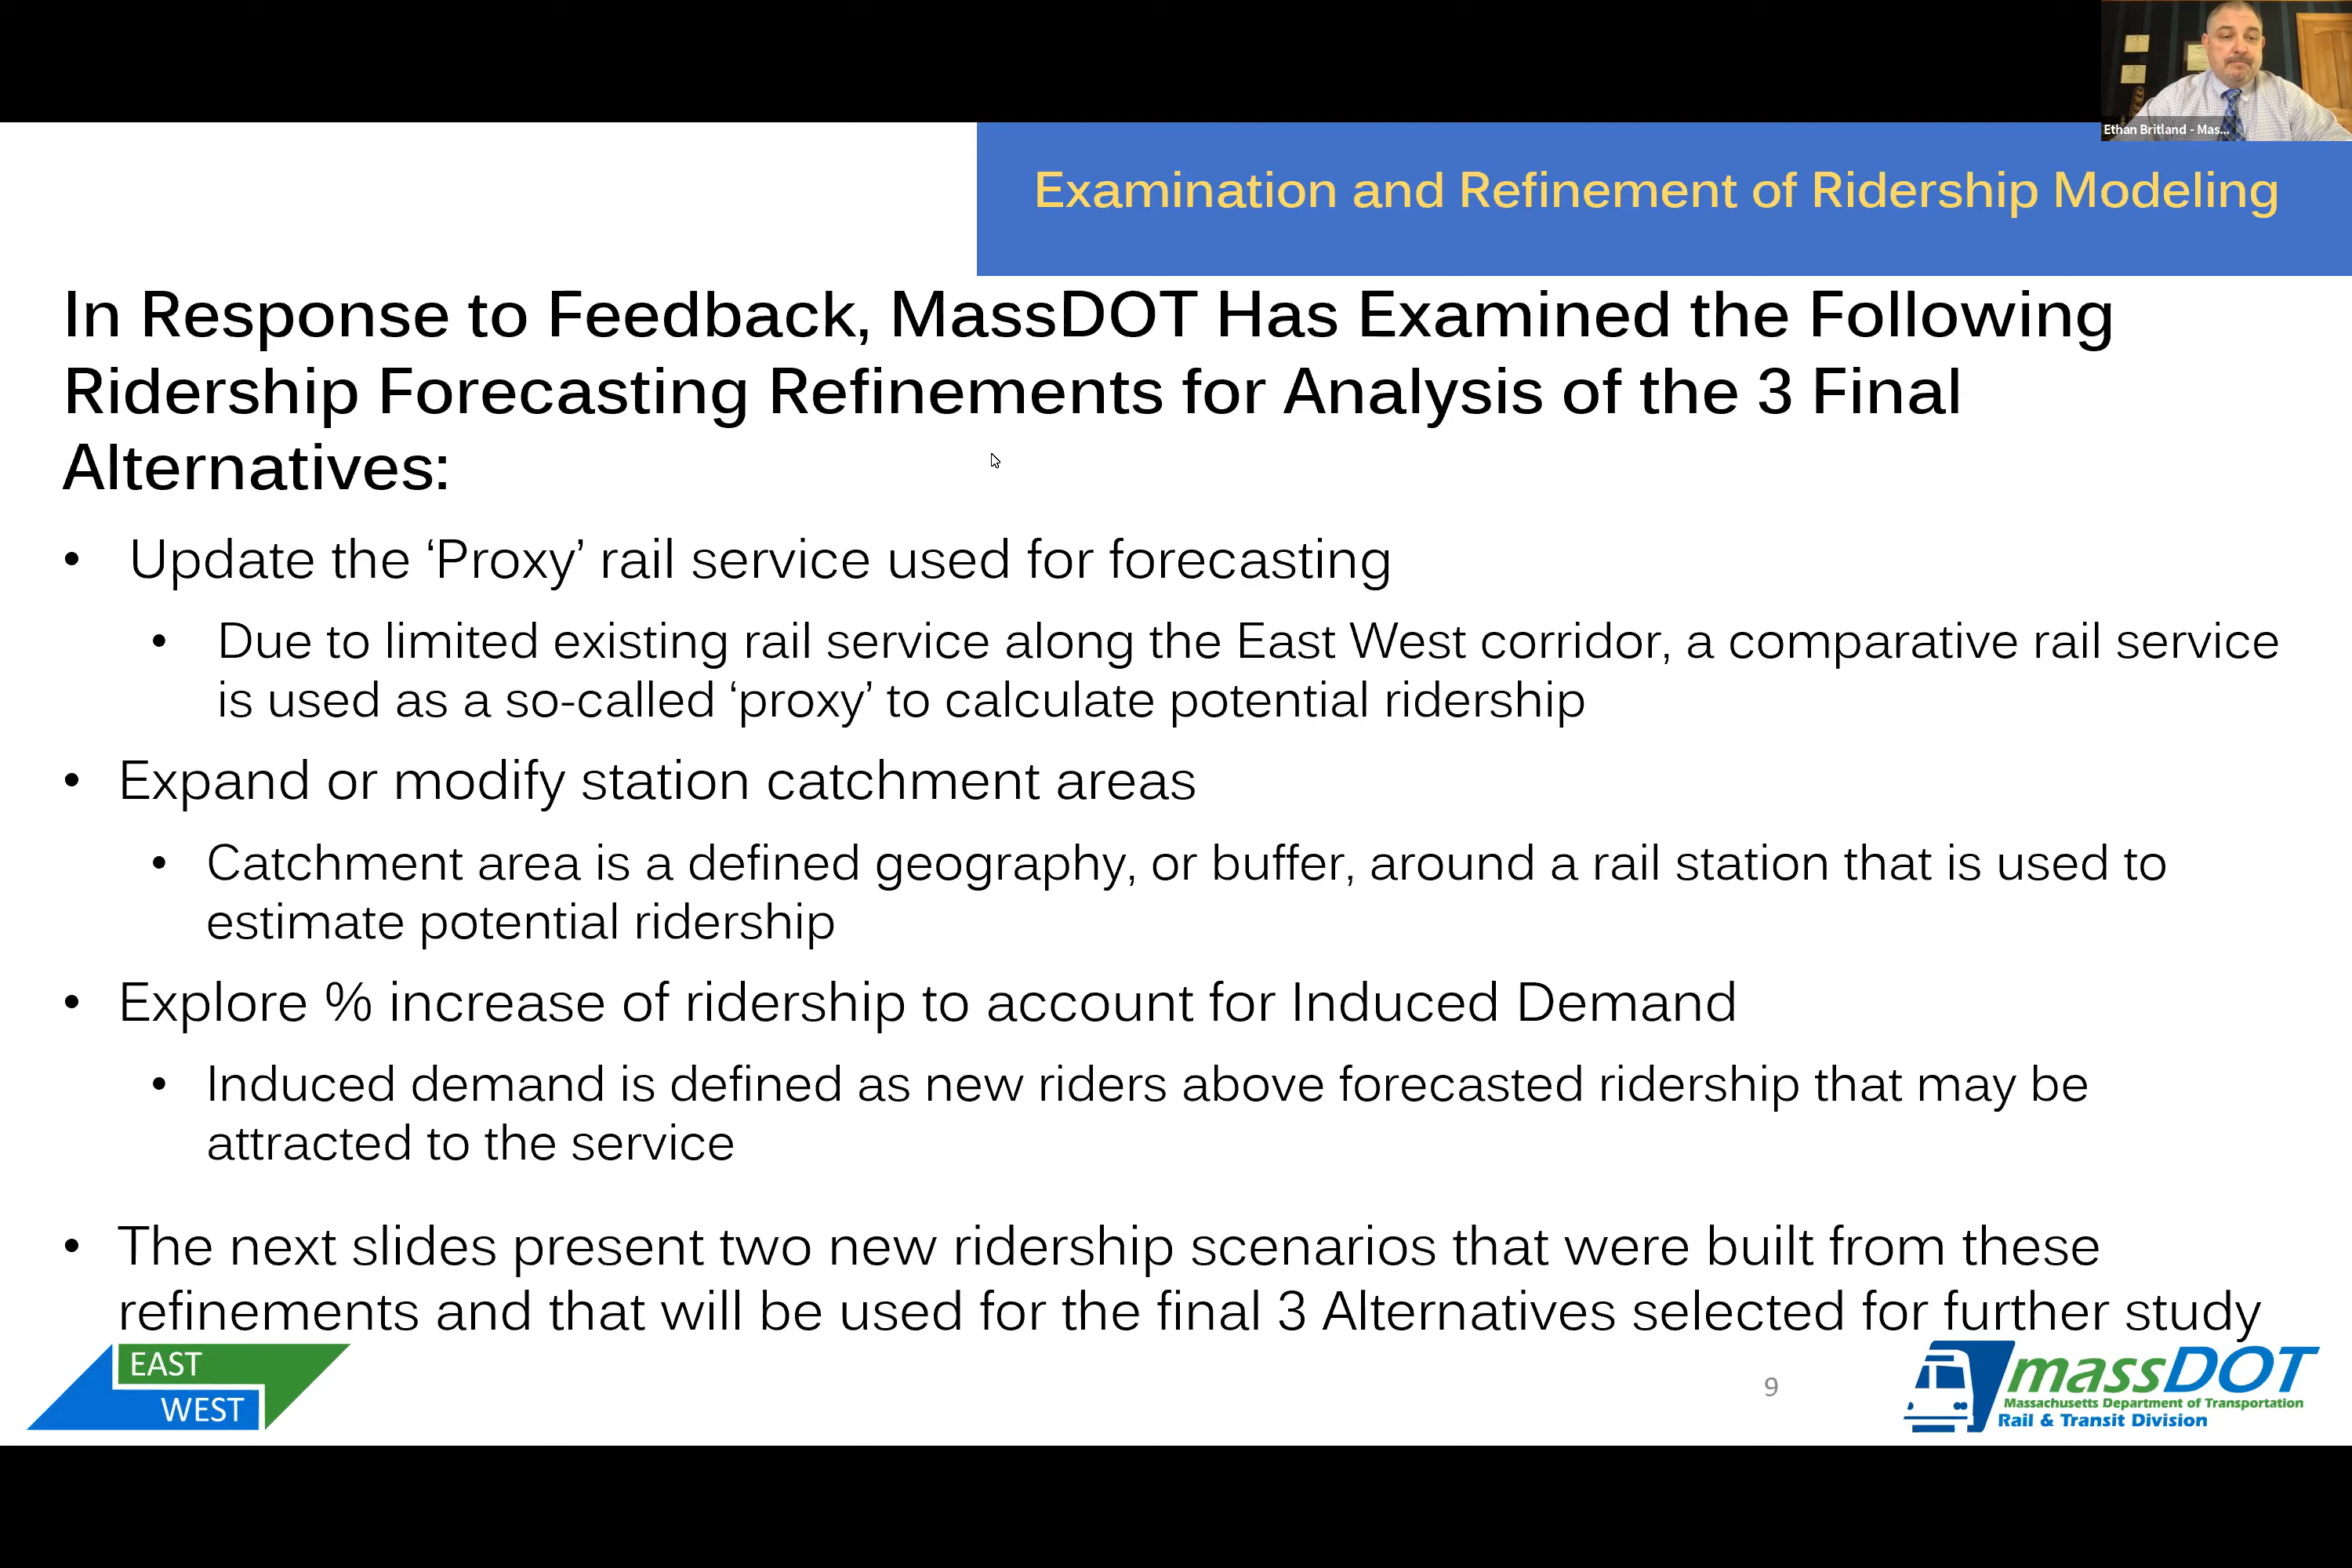 Ethan Britland - Mas...
Examination and Refinement of Ridership Modeling
In Response to Feedback, MassDOT Has Examined the Following
Ridership Forecasting Refinements for Analysis of the 3 Final
Alternatives:
• Update the ‘Proxy’ rail service used for forecasting
• Due to limited existing rail service along the East West corridor, a comparative rail service
is used as a so-called ‘proxy’ to calculate potential ridership
• Expand or modify station catchment areas
• Catchment area is a defined geography, or buffer, around a rail station that is used to
estimate potential ridership
• Explore % increase of ridership to account for Induced Demand
• Induced demand is defined as new riders above forecasted ridership that may be
attracted to the service
• The next slides present two new ridership scenarios that were built from these
refinements and that will be used for the final 3 Alternatives selected for further study
EAST
WEST
9
massDOT
Massachusetts Department of Transportation
Rail & Transit Division